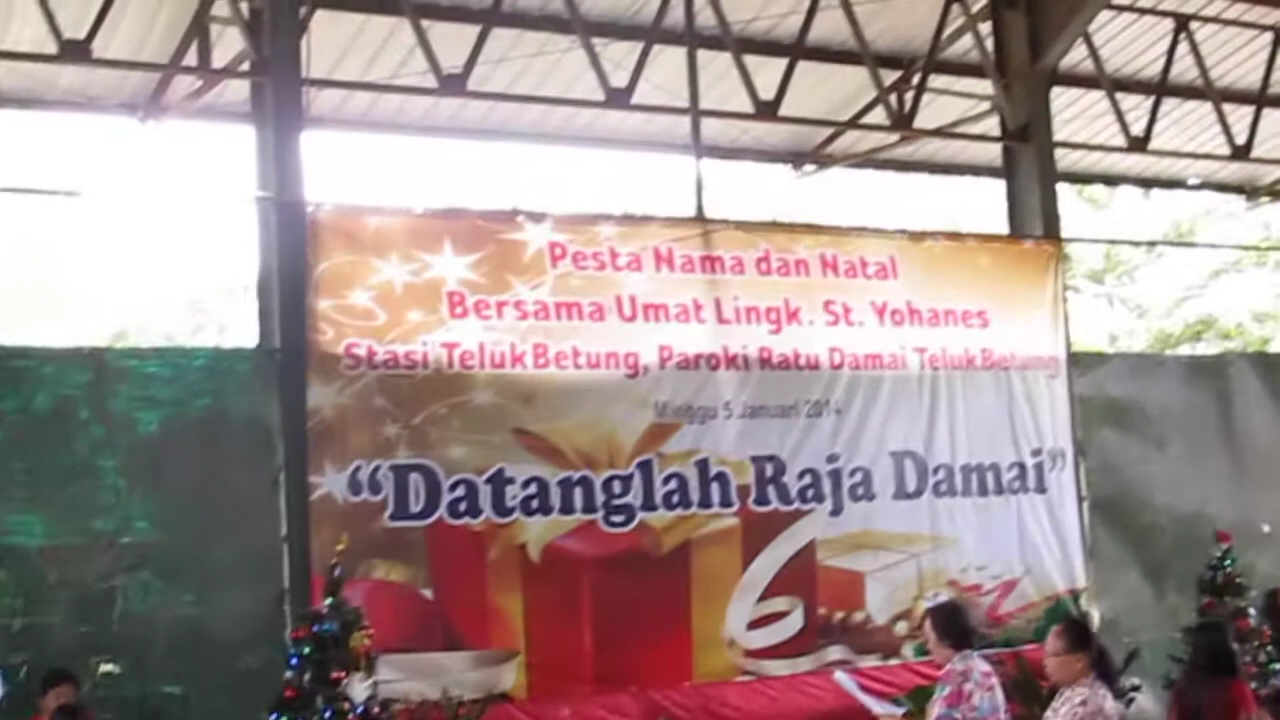 Pesta Nama dan Natal
Bersama Umat Lingk. St. Yohanes
Stasi TelukBetung, Paroki Ratu Damai TelukBetung
Minggu 5 Januari 2014
“Datanglah Raja Damai”